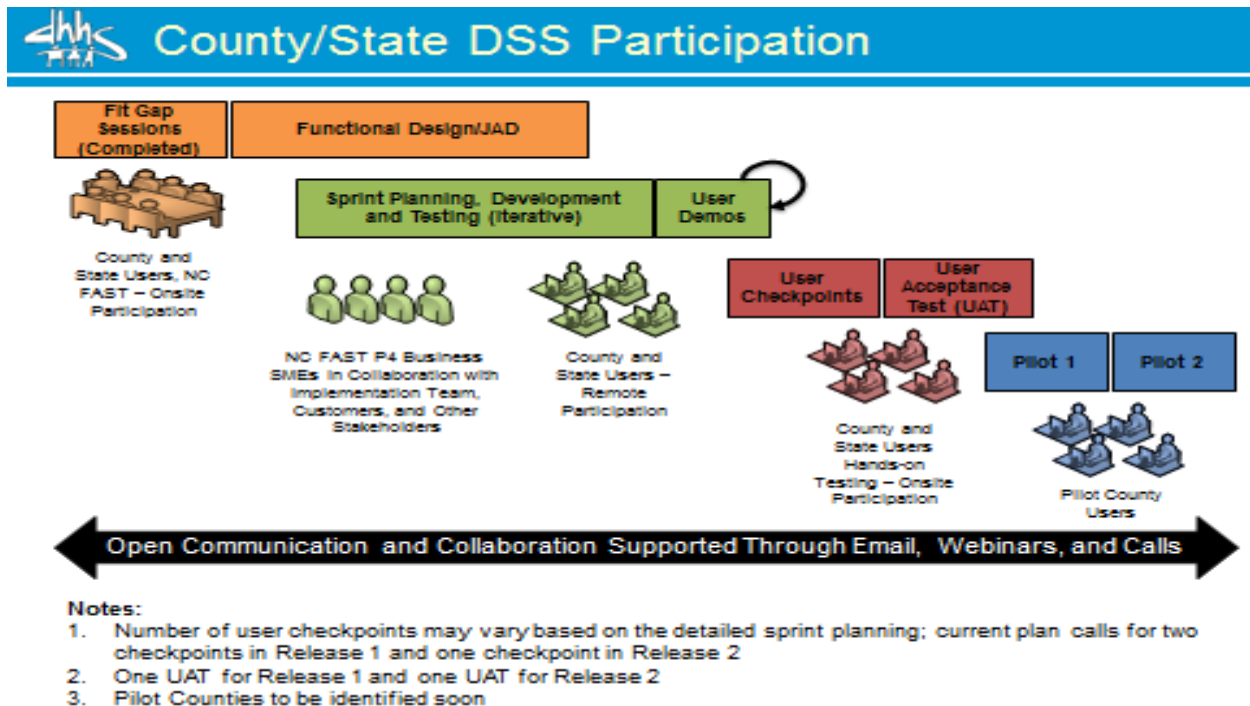 dhhs
County/State DSS Participation
Fit Gap
Sessions
(Completed)
Functional Design/JAD
Sprint Planning, Development
and Testing (Iterative)
User
Demos
County and
State Users, NC
FAST – Onsite
Participation
User
Checkpoints
User
Acceptance
Test (UAT)
NC FAST P4 Business
SMEs in Collaboration with
Implementation Team,
Customers, and Other
Stakeholders
County and
State Users –
Remote
Participation
Pilot 1
Pilot 2
County and
State Users
Hands-on
Testing – Onsite
Participation
Pilot County
Users
Open Communication and Collaboration Supported Through Email, Webinars, and Calls
Notes:
1. Number of user checkpoints may vary based on the detailed sprint planning; current plan calls for two
checkpoints in Release 1 and one checkpoint in Release 2
2. One UAT for Release 1 and one UAT for Release 2
3. Pilot Counties to be identified soon